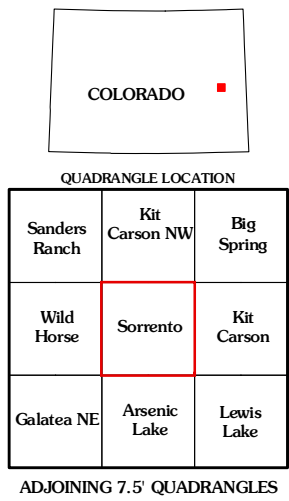 COLORADO
QUADRANGLE LOCATION
Sanders
Ranch
Kit
Carson NW
Big
Spring
Wild
Horse
Sorrento
Kit
Carson
Galatea NE
Arsenic
Lake
Lewis
Lake
ADJOINING 7.5' QUADRANGLES